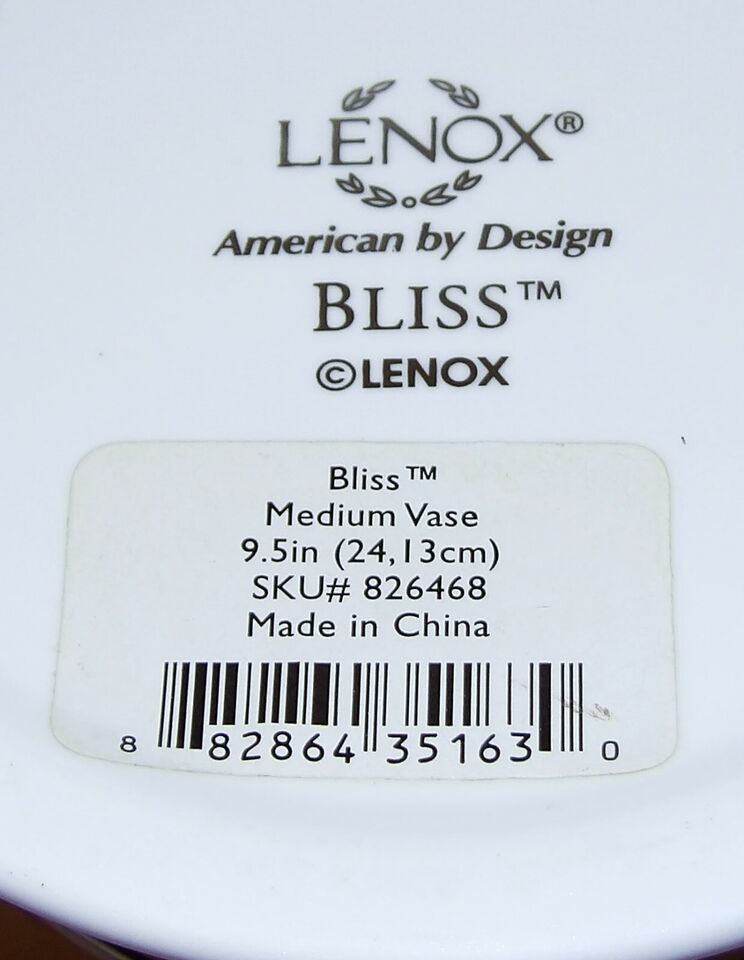 LENOX®
American by Design
BLISS™
©LENOX
Bliss™
Medium Vase
9.5in (24,13cm)
SKU# 826468
Made in China
8 82864 35163 0